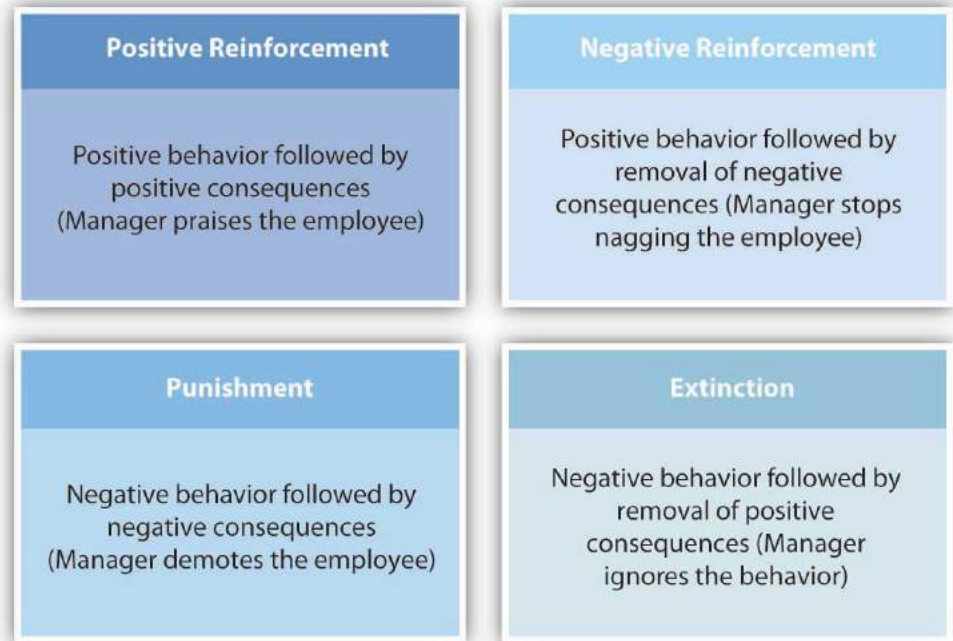 Positive Reinforcement
Positive behavior followed by
positive consequences
(Manager praises the employee)
Negative Reinforcement
Positive behavior followed by
removal of negative
consequences (Manager stops
nagging the employee)
Punishment
Negative behavior followed by
negative consequences
(Manager demotes the employee)
Extinction
Negative behavior followed by
removal of positive
consequences (Manager
ignores the behavior)